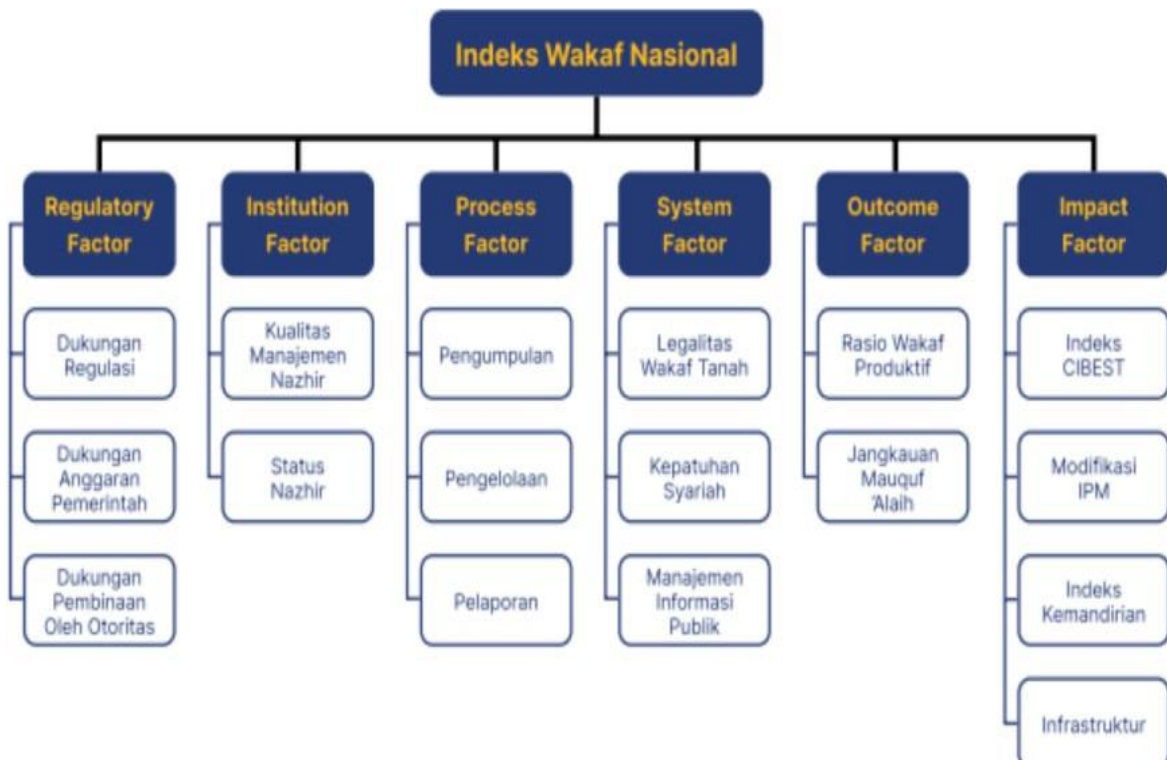 Indeks Wakaf Nasional
Regulatory
Factor
Dukungan
Regulasi
Dukungan
Anggaran
Pemerintah
Dukungan
Pembinaan
Oleh Otoritas
Institution
Factor
Kualitas
Manajemen
Nazhir
Status
Nazhir
Process
Factor
Pengumpulan
Pengelolaan
Pelaporan
System
Factor
Legalitas
Wakaf Tanah
Kepatuhan
Syariah
Manajemen
Informasi
Publik
Outcome
Factor
Rasio Wakaf
Produktif
Jangkauan
Mauquf
'Alaih
Impact
Factor
Indeks
CIBEST
Modifikasi
IPM
Indeks
Kemandirian
Infrastruktur